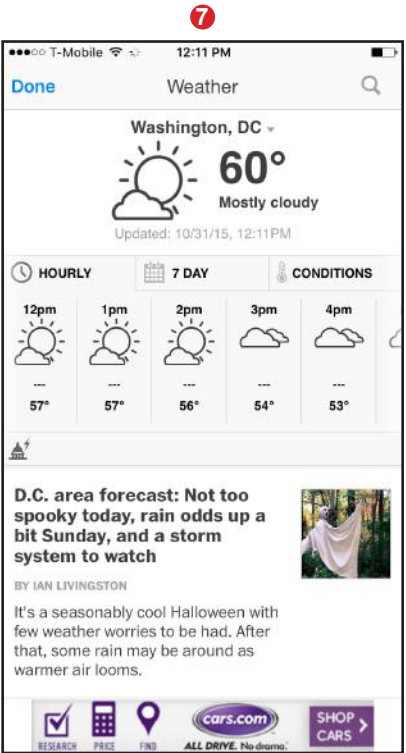 7
T-Mobile 12:11 PM
Done Weather
Washington, DC
60°
Mostly cloudy
Updated: 10/31/15, 12:11PM
HOURLY 7 DAY CONDITIONS
12pm 1pm 2pm 3pm 4pm
--- --- --- --- ---
57° 57° 56° 54° 53°
D.C. area forecast: Not too
spooky today, rain odds up a
bit Sunday, and a storm
system to watch
BY IAN LIVINGSTON
It's a seasonably cool Halloween with
few weather worries to be had. After
that, some rain may be around as
warmer air looms.
cars.com
RESEARCH PRICE FIND ALL DRIVE. No drama.
SHOP
CARS